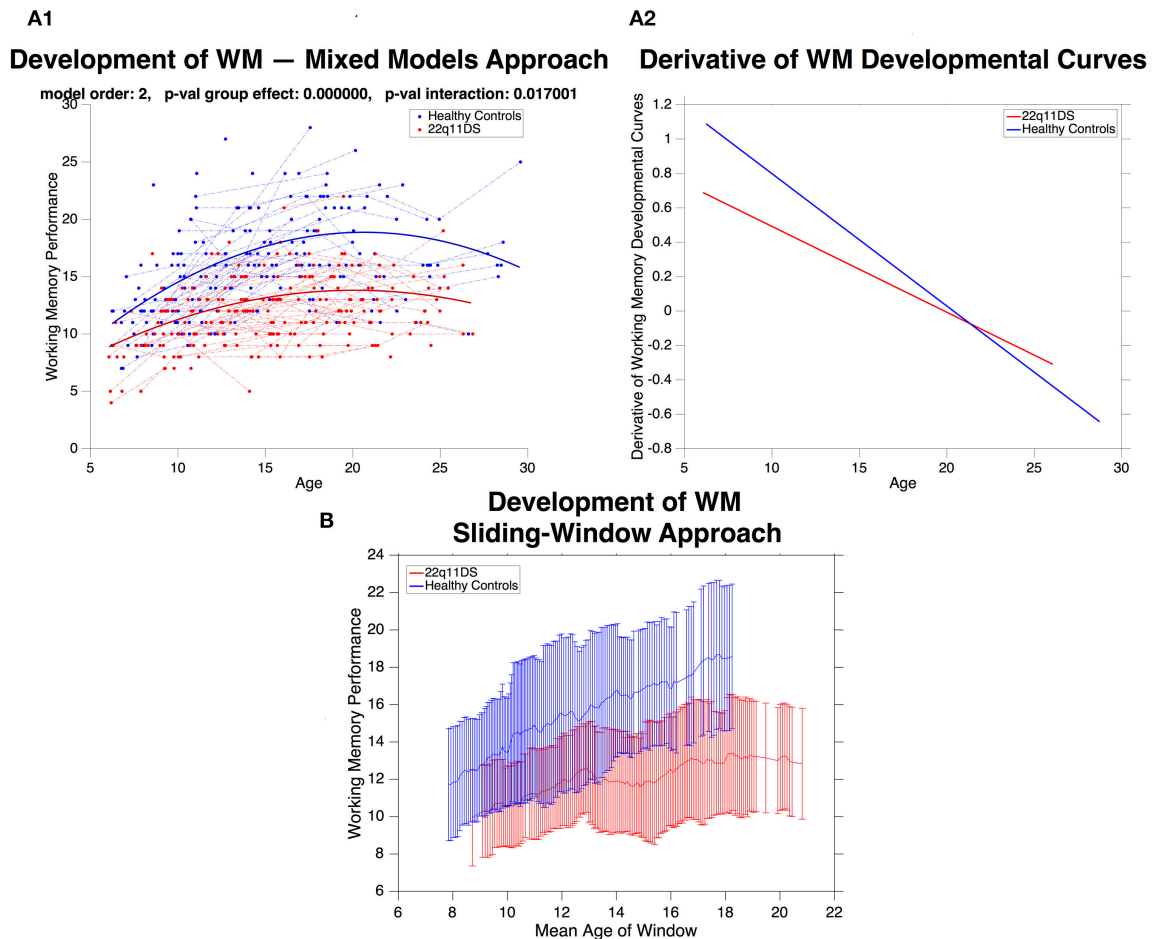 A1
Development of WM — Mixed Models Approach
model order: 2,   p-val group effect: 0.000000,   p-val interaction: 0.017001
Healthy Controls
22q11DS
Working Memory Performance
30
25
20
15
10
5
0
5 10 15 20 25 30
Age
A2
Derivative of WM Developmental Curves
22q11DS
Healthy Controls
Derivative of Working Memory Developmental Curves
1.2
1
0.8
0.6
0.4
0.2
0
-0.2
-0.4
-0.6
-0.8
5 10 15 20 25 30
Age
B
Development of WM
Sliding-Window Approach
22q11DS
Healthy Controls
Working Memory Performance
24
22
20
18
16
14
12
10
8
6
6 8 10 12 14 16 18 20 22
Mean Age of Window